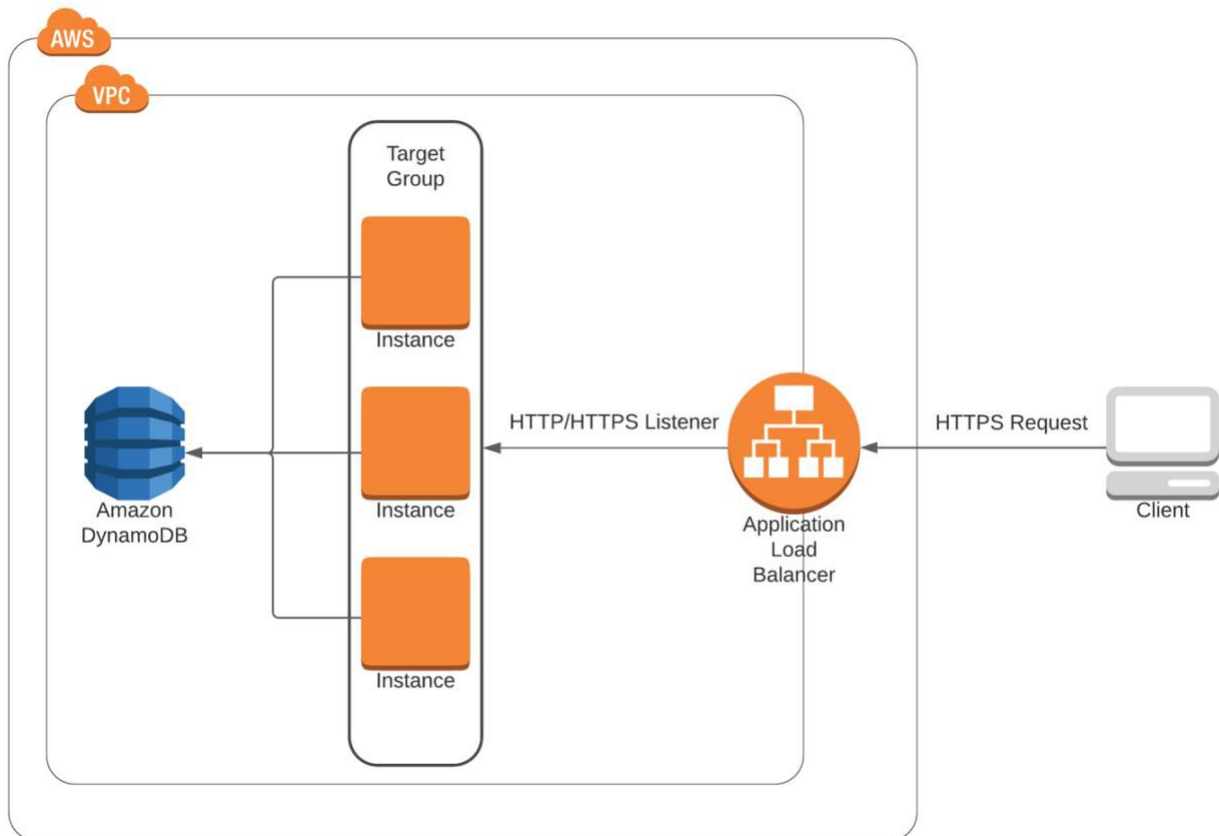 AWS
VPC
Target
Group
Instance
HTTP/HTTPS Listener
HTTPS Request
Amazon
DynamoDB
Instance
Application
Load
Balancer
Client
Instance